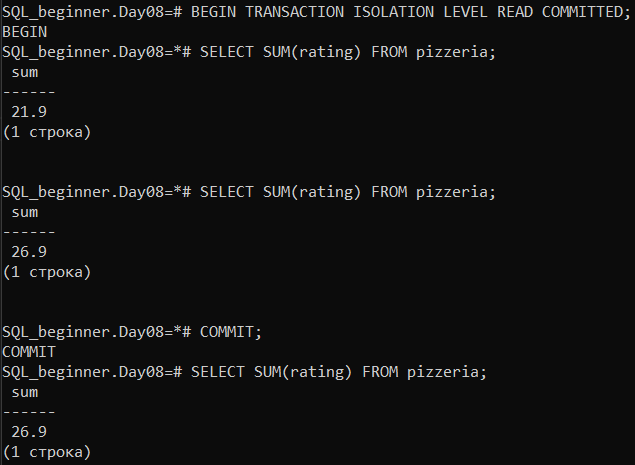 SQL_beginner.Day08=# BEGIN TRANSACTION ISOLATION LEVEL READ COMMITTED;
BEGIN
SQL_beginner.Day08=*# SELECT SUM(rating) FROM pizzeria;
 sum
------
 21.9
(1 строка)

SQL_beginner.Day08=*# SELECT SUM(rating) FROM pizzeria;
 sum
------
 26.9
(1 строка)

SQL_beginner.Day08=*# COMMIT;
COMMIT
SQL_beginner.Day08=# SELECT SUM(rating) FROM pizzeria;
 sum
------
 26.9
(1 строка)